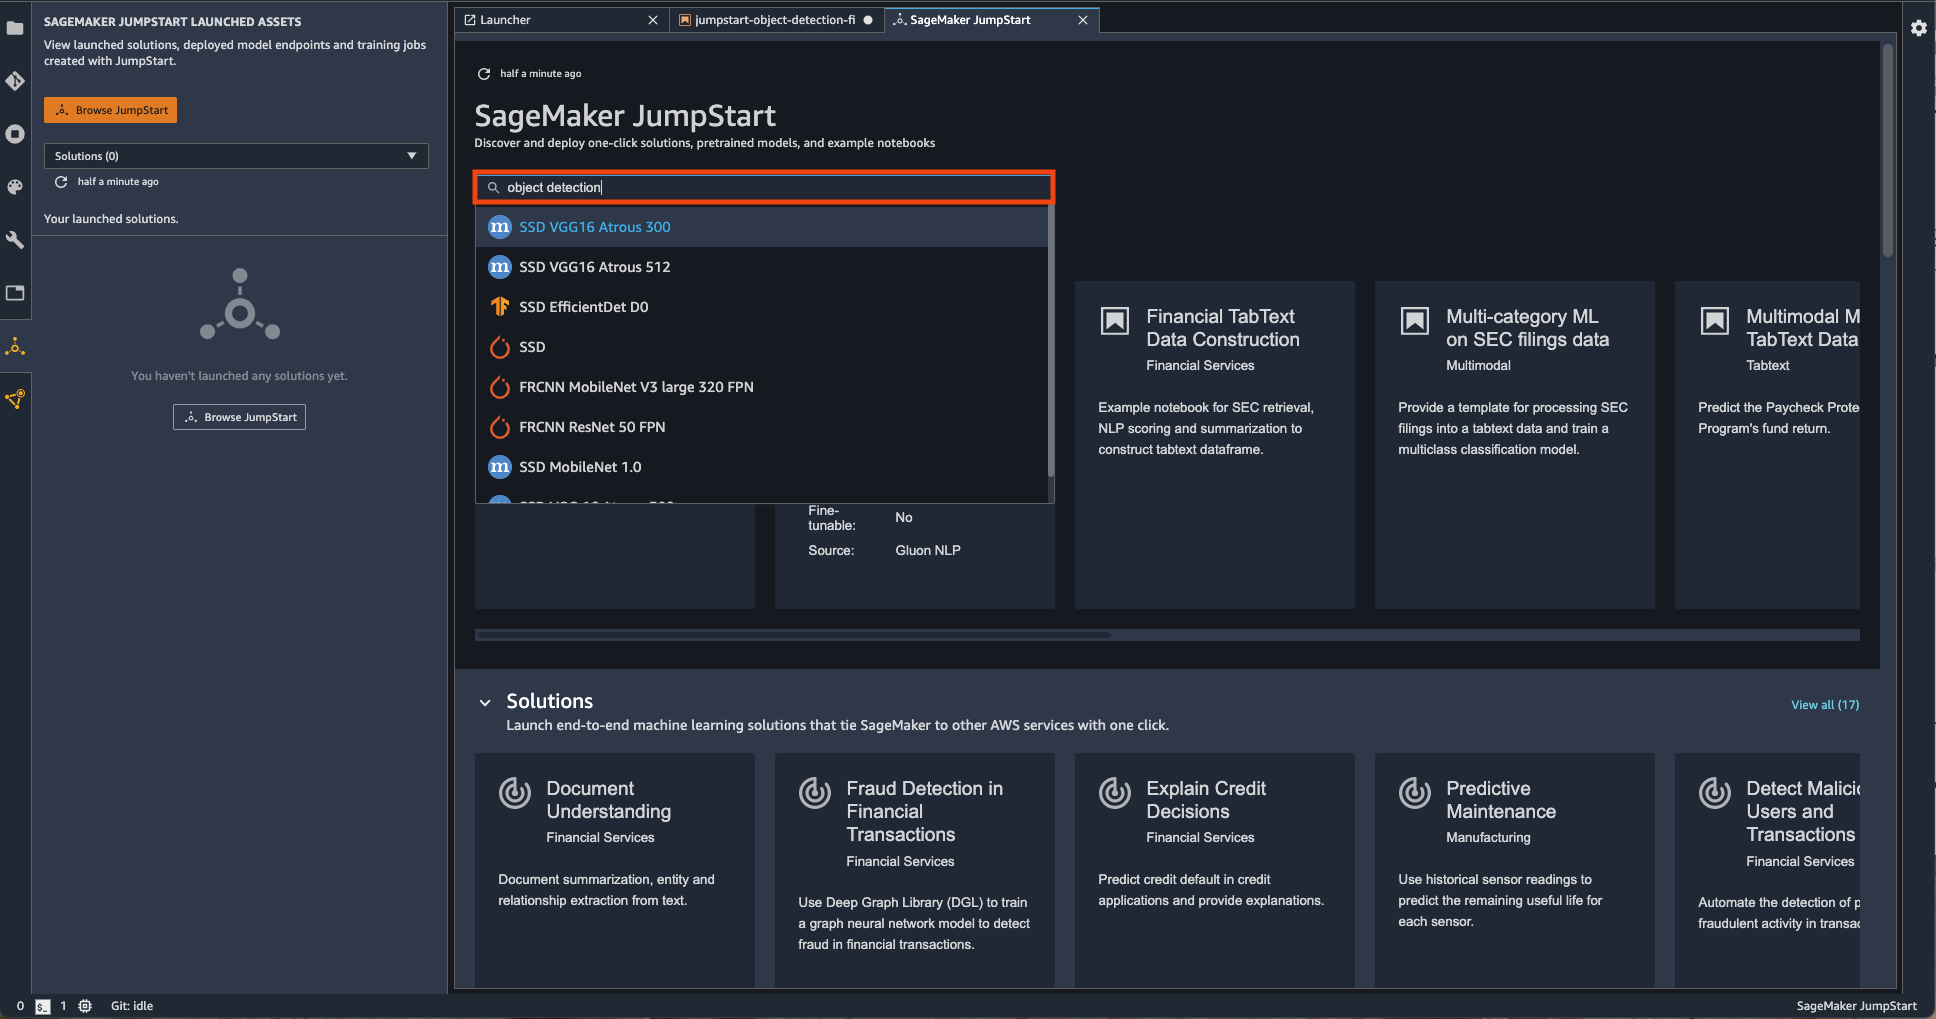 SAGEMAKER JUMPSTART LAUNCHED ASSETS
View launched solutions, deployed model endpoints and training jobs
created with JumpStart.
Browse JumpStart
Solutions (0)
half a minute ago
Your launched solutions.
You haven't launched any solutions yet.
Browse JumpStart
Launcher
jumpstart-object-detection-fi
SageMaker JumpStart
half a minute ago
SageMaker JumpStart
Discover and deploy one-click solutions, pretrained models, and example notebooks
object detection
m SSD VGG16 Atrous 300
m SSD VGG16 Atrous 512
SSD EfficientDet D0
SSD
FRCNN MobileNet V3 large 320 FPN
FRCNN ResNet 50 FPN
m SSD MobileNet 1.0
Fine-
tunable:
No
Source:
Gluon NLP
Financial TabText
Data Construction
Financial Services
Example notebook for SEC retrieval,
NLP scoring and summarization to
construct tabtext dataframe.
Multi-category ML
on SEC filings data
Multimodal
Provide a template for processing SEC
filings into a tabtext data and train a
multiclass classification model.
Multimodal M
TabText Data
Tabtext
Predict the Paycheck Prote
Program's fund return.
Solutions
Launch end-to-end machine learning solutions that tie SageMaker to other AWS services with one click.
View all (17)
Document
Understanding
Financial Services
Document summarization, entity and
relationship extraction from text.
Fraud Detection in
Financial
Transactions
Financial Services
Use Deep Graph Library (DGL) to train
a graph neural network model to detect
fraud in financial transactions.
Explain Credit
Decisions
Financial Services
Predict credit default in credit
applications and provide explanations.
Predictive
Maintenance
Manufacturing
Use historical sensor readings to
predict the remaining useful life for
each sensor.
Detect Malicio
Users and
Transactions
Financial Services
Automate the detection of p
fraudulent activity in transac
0 $_ 1 Git: idle
SageMaker JumpStart